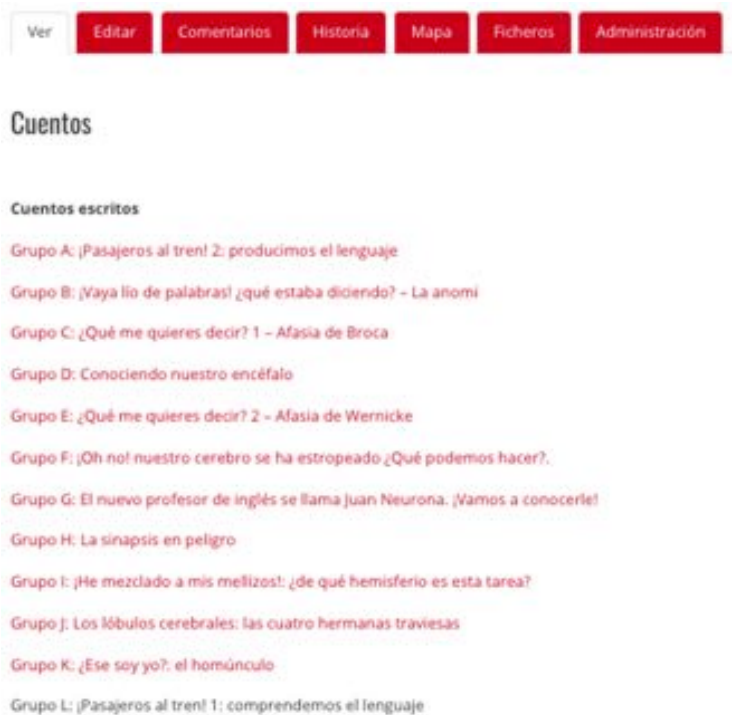 Ver Editar Comentarios Historia Mapa Ficheros Administración
Cuentos
Cuentos escritos
Grupo A: ¡Pasajeros al tren! 2: producimos el lenguaje
Grupo B: ¡Vaya lío de palabras! ¿qué estaba diciendo? – La anomi
Grupo C: ¿Qué me quieres decir? 1 – Afasia de Broca
Grupo D: Conociendo nuestro encéfalo
Grupo E: ¿Qué me quieres decir? 2 – Afasia de Wernicke
Grupo F: ¡Oh no! nuestro cerebro se ha estropeado ¿Qué podemos hacer?.
Grupo G: El nuevo profesor de inglés se llama Juan Neurona. ¡Vamos a conocerle!
Grupo H: La sinapsis en peligro
Grupo I: ¡He mezclado a mis mellizos!: ¿de qué hemisferio es esta tarea?
Grupo J: Los lóbulos cerebrales: las cuatro hermanas traviesas
Grupo K: ¿Ese soy yo?: el homúnculo
Grupo L: ¡Pasajeros al tren! 1: comprendemos el lenguaje